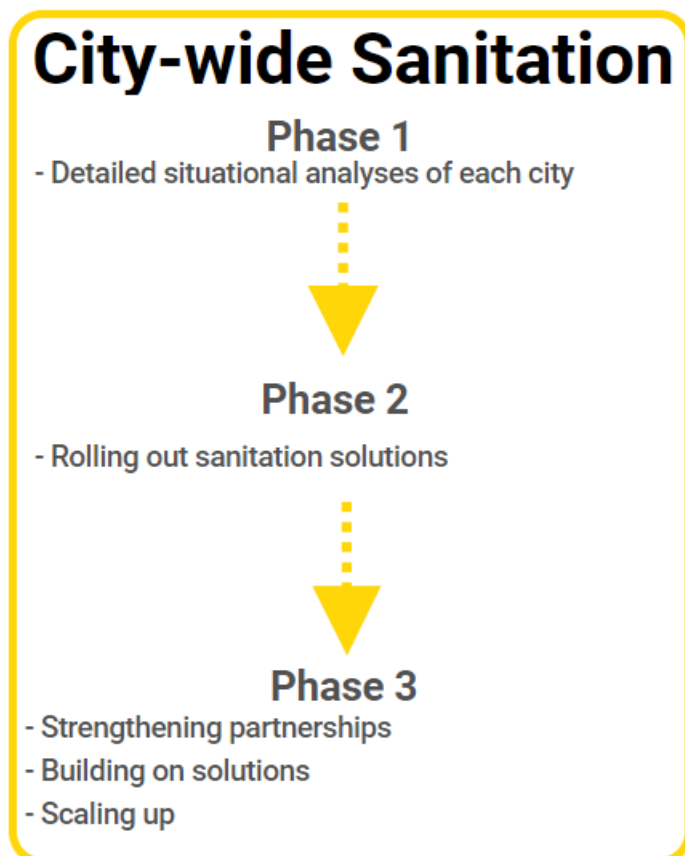 City-wide Sanitation
Phase 1
- Detailed situational analyses of each city
Phase 2
- Rolling out sanitation solutions
Phase 3
- Strengthening partnerships
- Building on solutions
- Scaling up